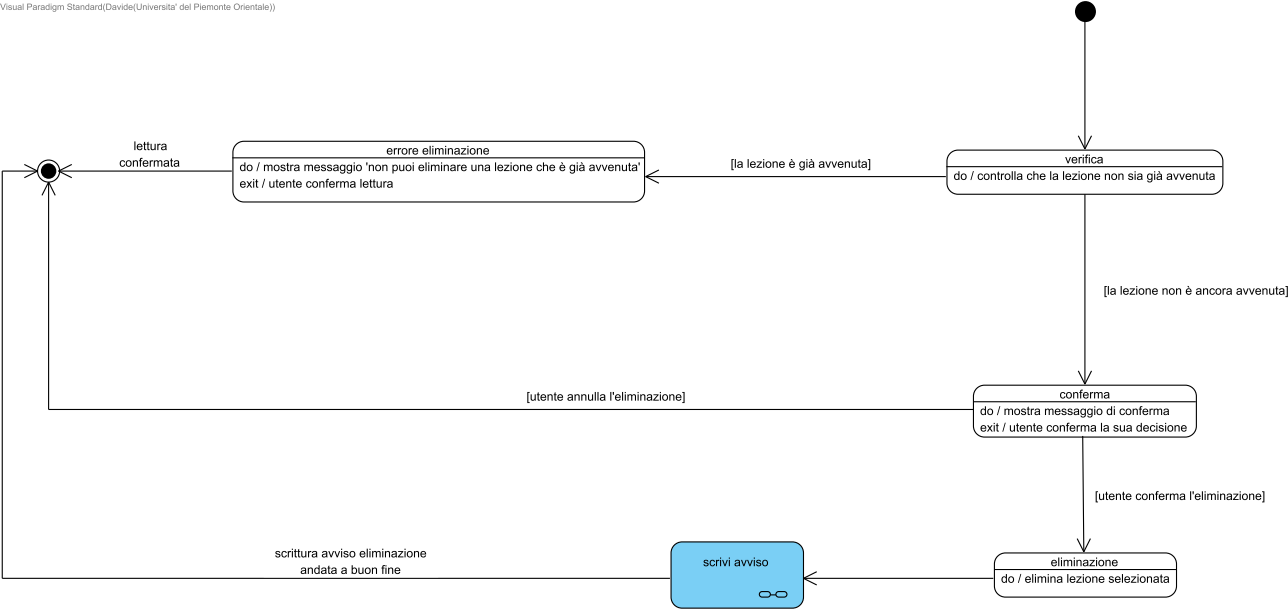 Visual Paradigm Standard(Davide(Universita' del Piemonte Orientale))
lettura
confermata
errore eliminazione
do / mostra messaggio 'non puoi eliminare una lezione che è già avvenuta'
exit / utente conferma lettura
[la lezione è già avvenuta]
verifica
do / controlla che la lezione non sia già avvenuta
[la lezione non è ancora avvenuta]
[utente annulla l'eliminazione]
conferma
do / mostra messaggio di conferma
exit / utente conferma la sua decisione
[utente conferma l'eliminazione]
scrittura avviso eliminazione
andata a buon fine
scrivi avviso
eliminazione
do / elimina lezione selezionata